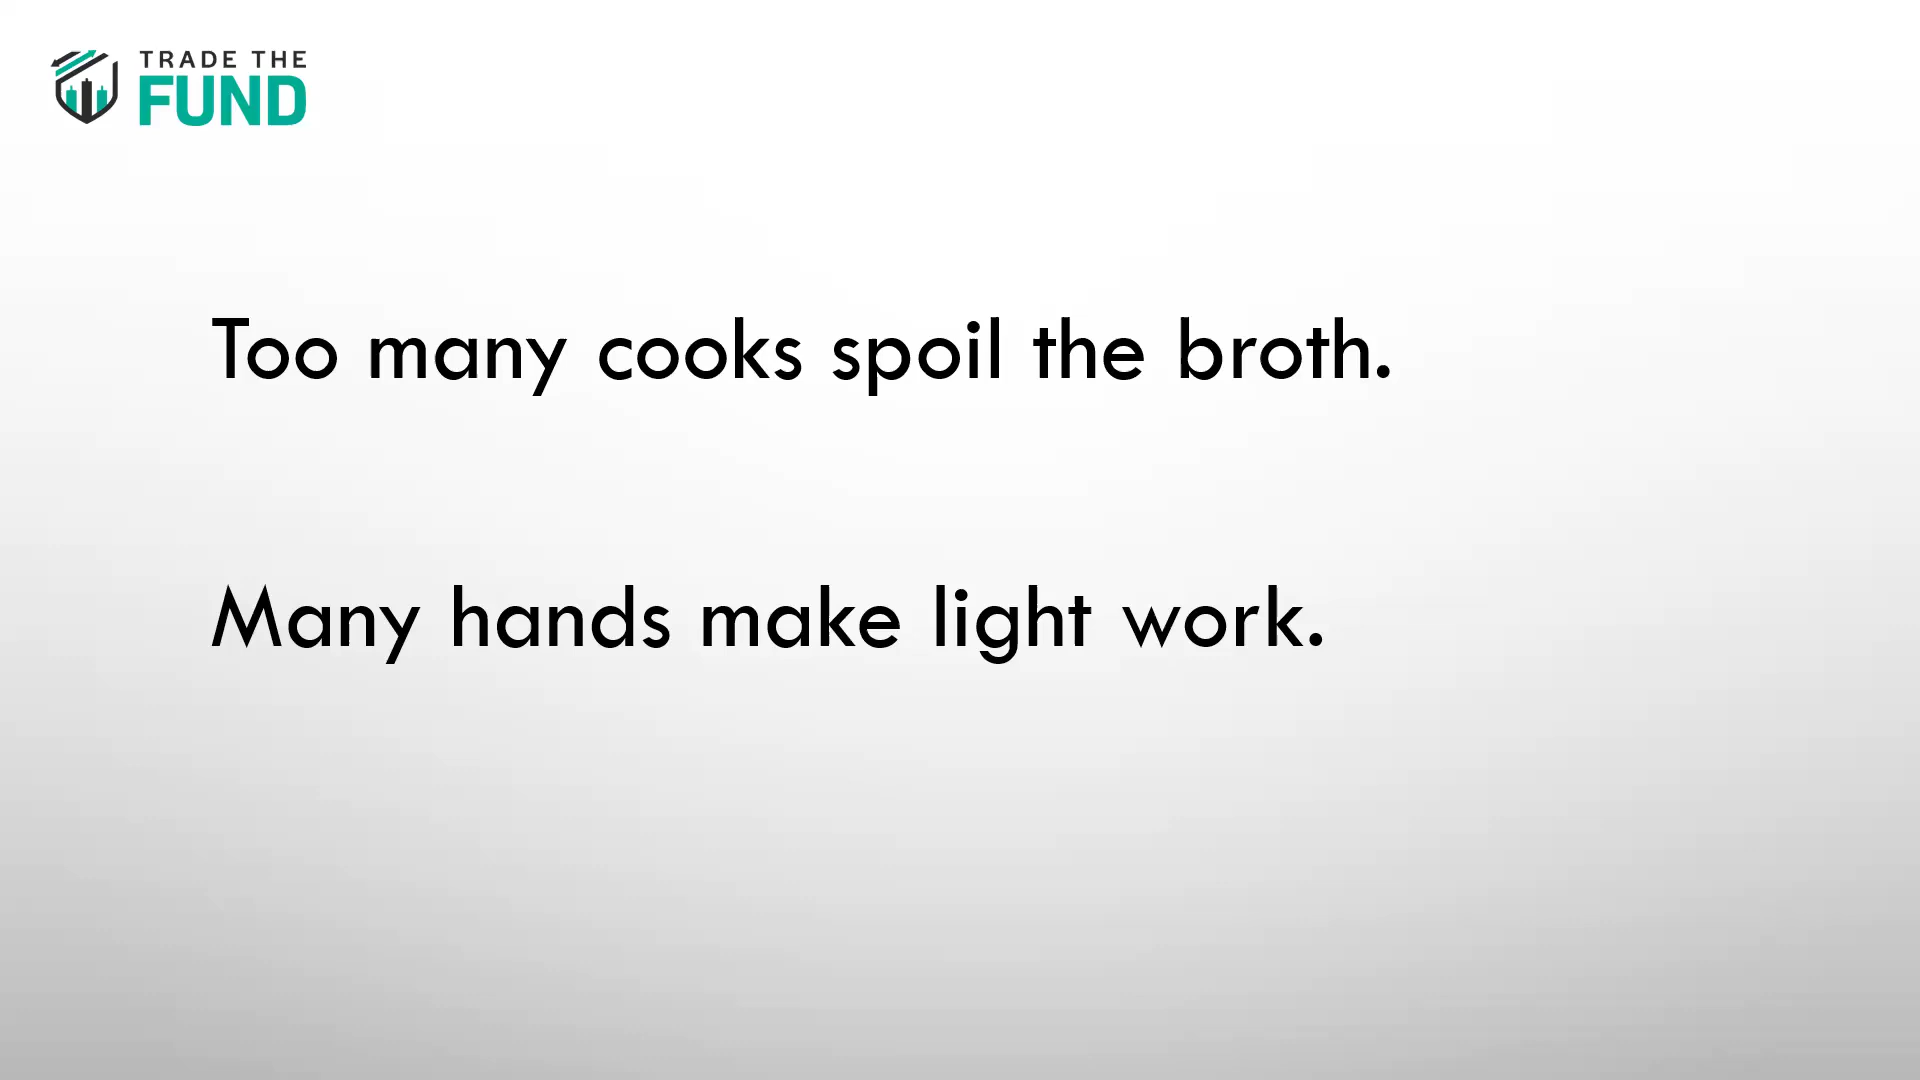 TRADE THE
FUND
Too many cooks spoil the broth.
Many hands make light work.